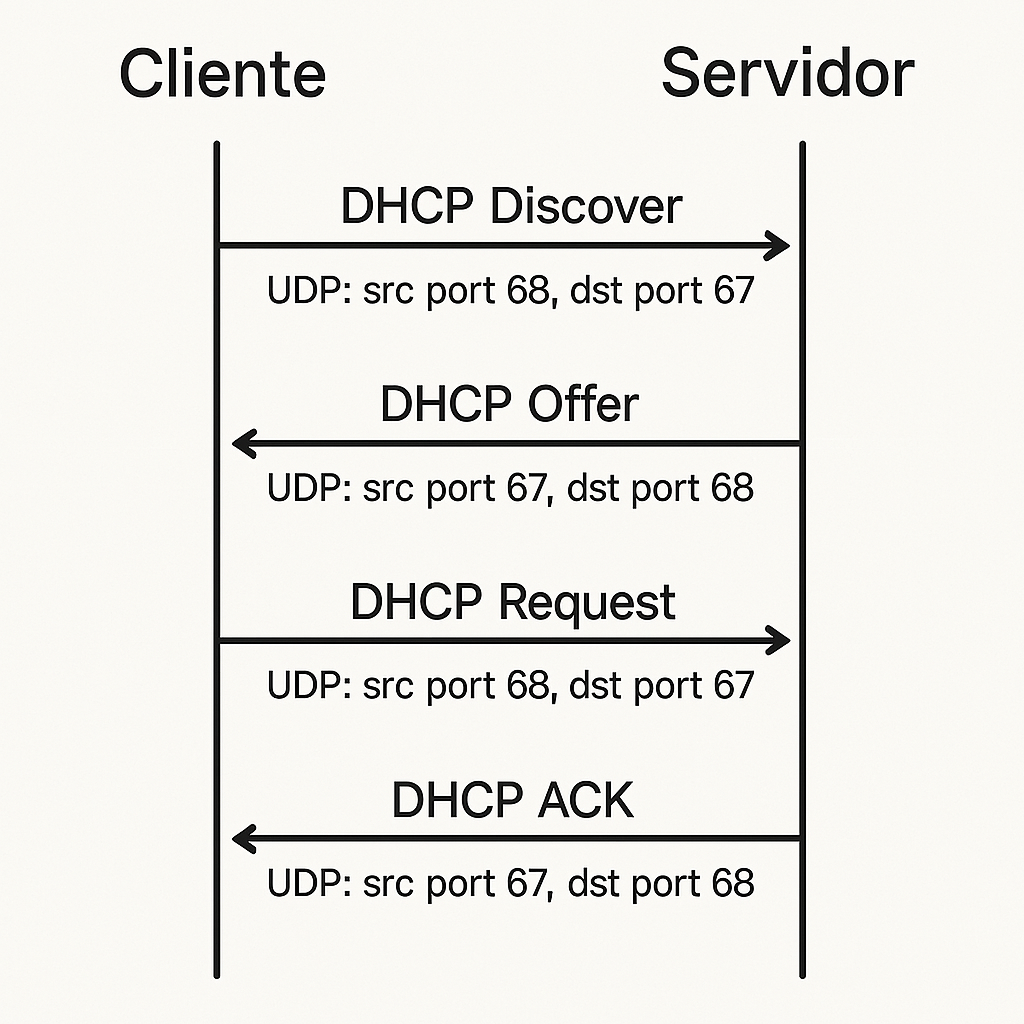 Cliente
Servidor
DHCP Discover
UDP: src port 68, dst port 67
DHCP Offer
UDP: src port 67, dst port 68
DHCP Request
UDP: src port 68, dst port 67
DHCP ACK
UDP: src port 67, dst port 68